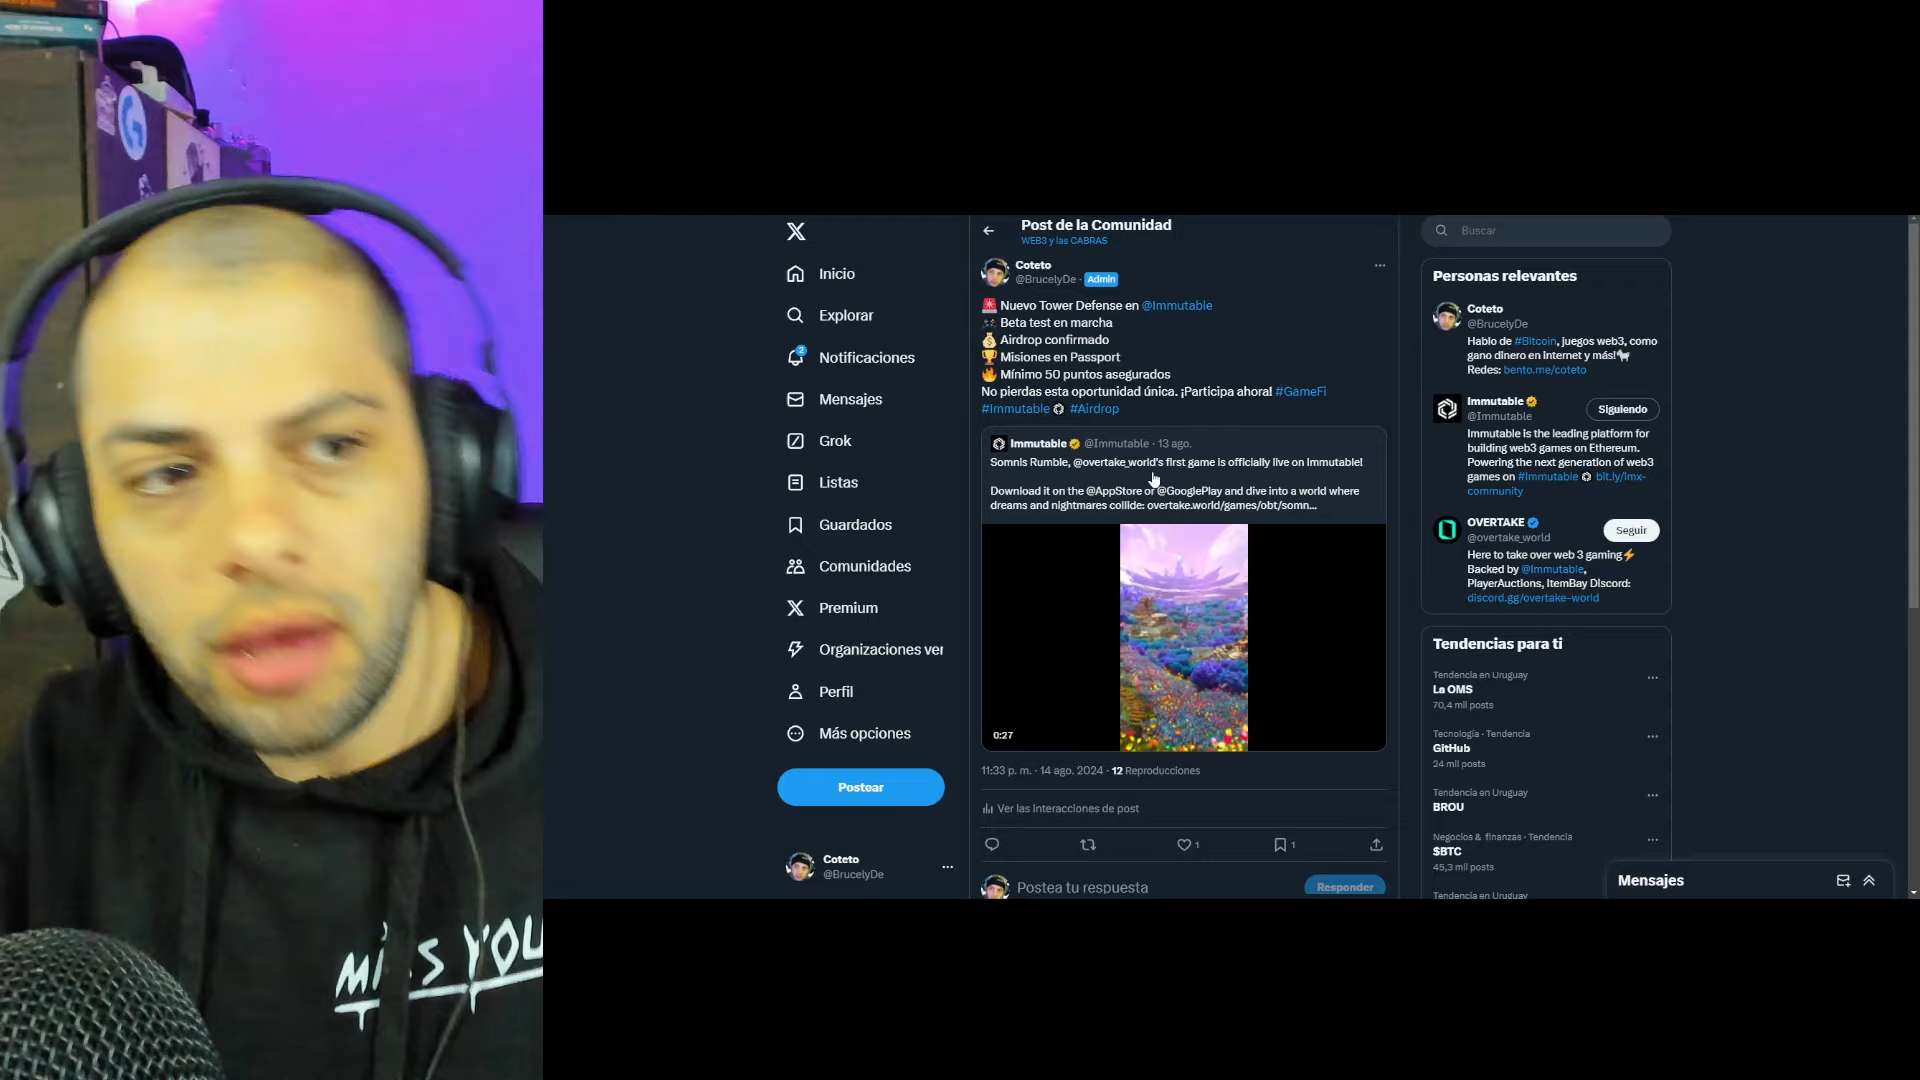 Inicio
Explorar
2
Notificaciones
Mensajes
Grok
Listas
Guardados
Comunidades
Premium
Organizaciones ver
Perfil
Más opciones
Postear
Coteto
@BrucelyDe
Post de la Comunidad
WEB3 y las CABRAS
Coteto
@BrucelyDe · Admin
🚨 Nuevo Tower Defense en @Immutable
🎮 Beta test en marcha
💰 Airdrop confirmado
🏆 Misiones en Passport
🔥 Mínimo 50 puntos asegurados
No pierdas esta oportunidad única. ¡Participa ahora! #GameFi
#Immutable #Airdrop
Immutable @Immutable · 13 ago.
Somnis Rumble, @overtake_world's first game is officially live on Immutable!
Download it on the @AppStore or @GooglePlay and dive into a world where
dreams and nightmares collide: overtake.world/games/obt/somn...
0:27
11:33 p. m. · 14 ago. 2024 · 12 Reproducciones
Ver las interacciones de post
1
1
Postea tu respuesta
Responder
Buscar
Personas relevantes
Coteto
@BrucelyDe
Hablo de #Bitcoin, juegos web3, como
gano dinero en internet y más!🐐
Redes: bento.me/coteto
Immutable
@Immutable
Siguiendo
Immutable is the leading platform for
building web3 games on Ethereum.
Powering the next generation of web3
games on #Immutable bit.ly/imx-
community
OVERTAKE
@overtake_world
Seguir
Here to take over web 3 gaming⚡
Backed by @Immutable,
PlayerAuctions, ItemBay Discord:
discord.gg/overtake-world
Tendencias para ti
Tendencia en Uruguay
La OMS
70,4 mil posts
Tecnología · Tendencia
GitHub
24 mil posts
Tendencia en Uruguay
BROU
Negocios & finanzas · Tendencia
$BTC
45,3 mil posts
Tendencia en Uruguay
Mensajes
MISS YOU